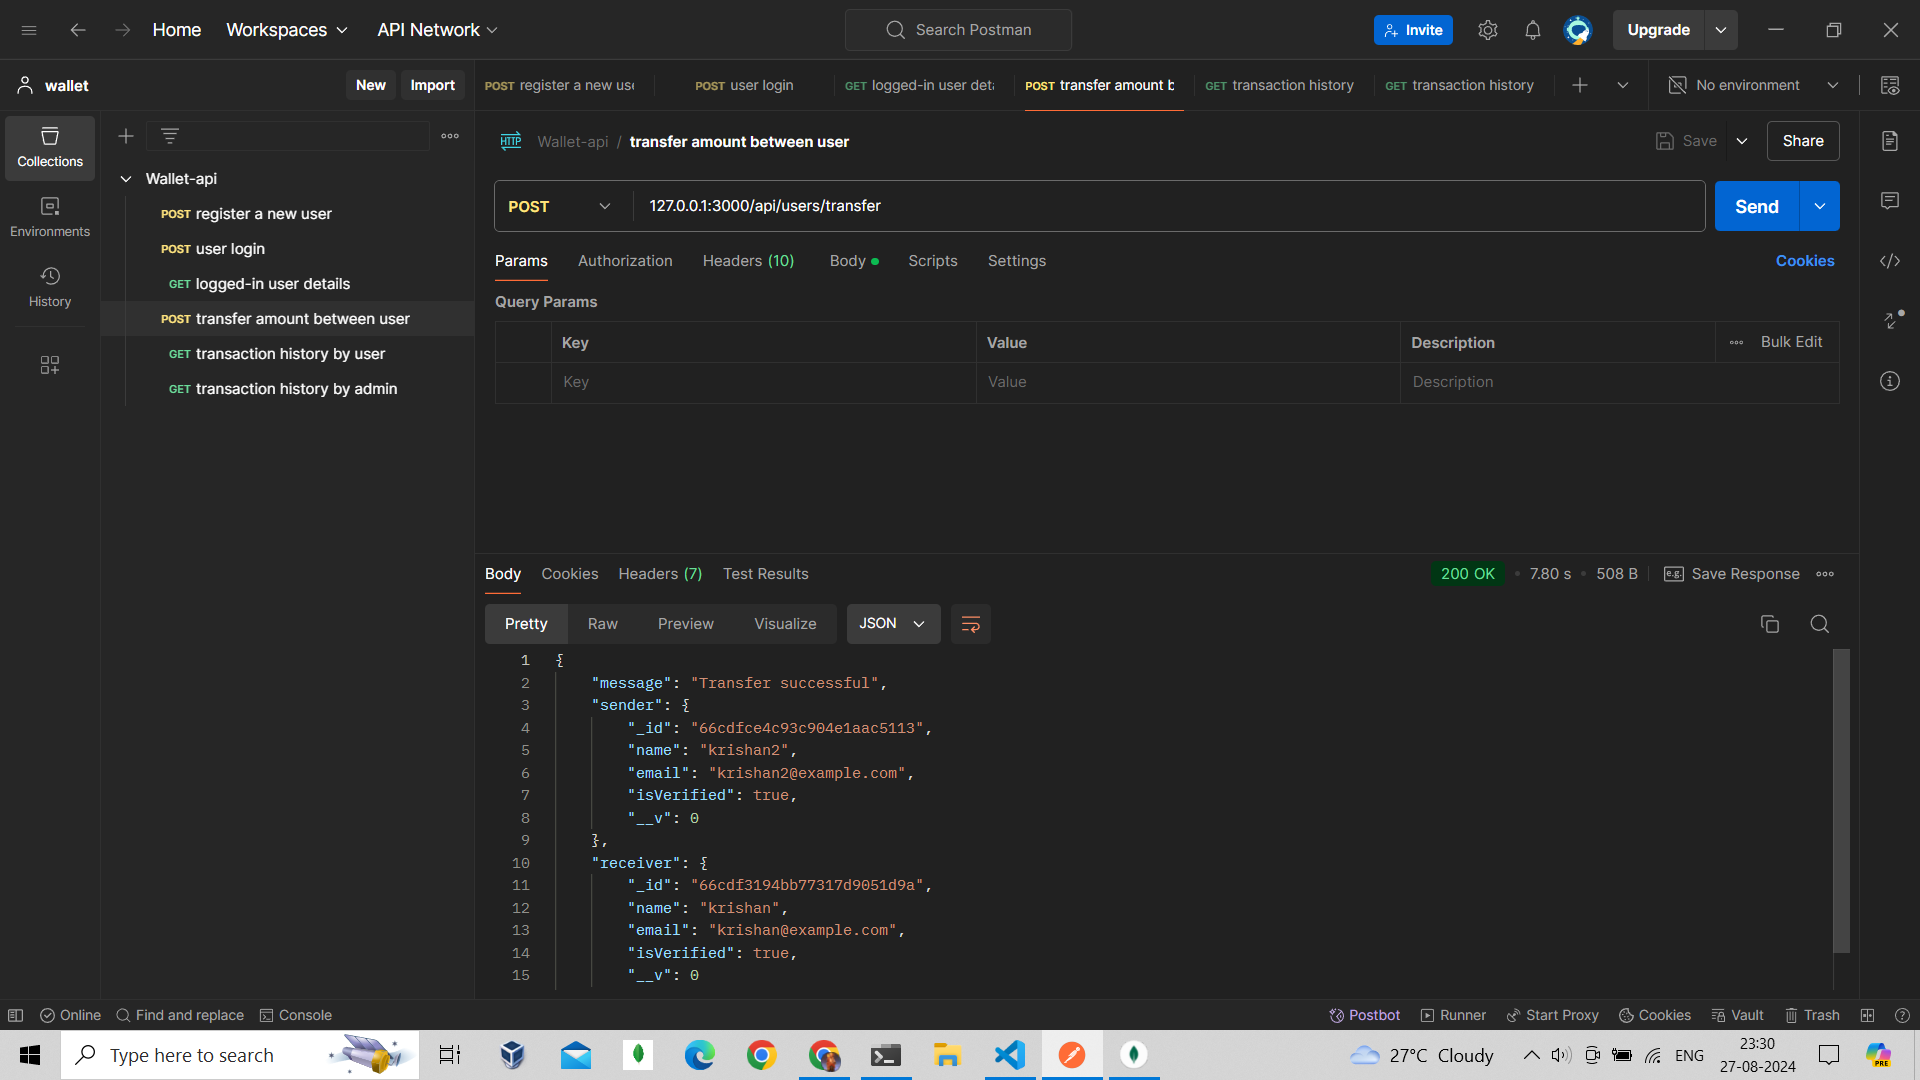 Home Workspaces API Network Search Postman Invite Upgrade
wallet New Import POST register a new use POST user login GET logged-in user deta POST transfer amount b GET transaction history GET transaction history No environment
Collections
Environments
History
Wallet-api
POST register a new user
POST user login
GET logged-in user details
POST transfer amount between user
GET transaction history by user
GET transaction history by admin
HTTP Wallet-api / transfer amount between user Save Share
POST 127.0.0.1:3000/api/users/transfer Send
Params Authorization Headers (10) Body Scripts Settings Cookies
Query Params
Key Value Description Bulk Edit
Key Value Description
Body Cookies Headers (7) Test Results 200 OK 7.80 s 508 B e.g. Save Response
Pretty Raw Preview Visualize JSON
1 {
2 "message": "Transfer successful",
3 "sender": {
4 "_id": "66cdfce4c93c904e1aac5113",
5 "name": "krishan2",
6 "email": "krishan2@example.com",
7 "isVerified": true,
8 "__v": 0
9 },
10 "receiver": {
11 "_id": "66cdf3194bb77317d9051d9a",
12 "name": "krishan",
13 "email": "krishan@example.com",
14 "isVerified": true,
15 "__v": 0
Online Find and replace Console Postbot Runner Start Proxy Cookies Vault Trash
Type here to search 27°C Cloudy ENG 23:30
27-08-2024
PRE